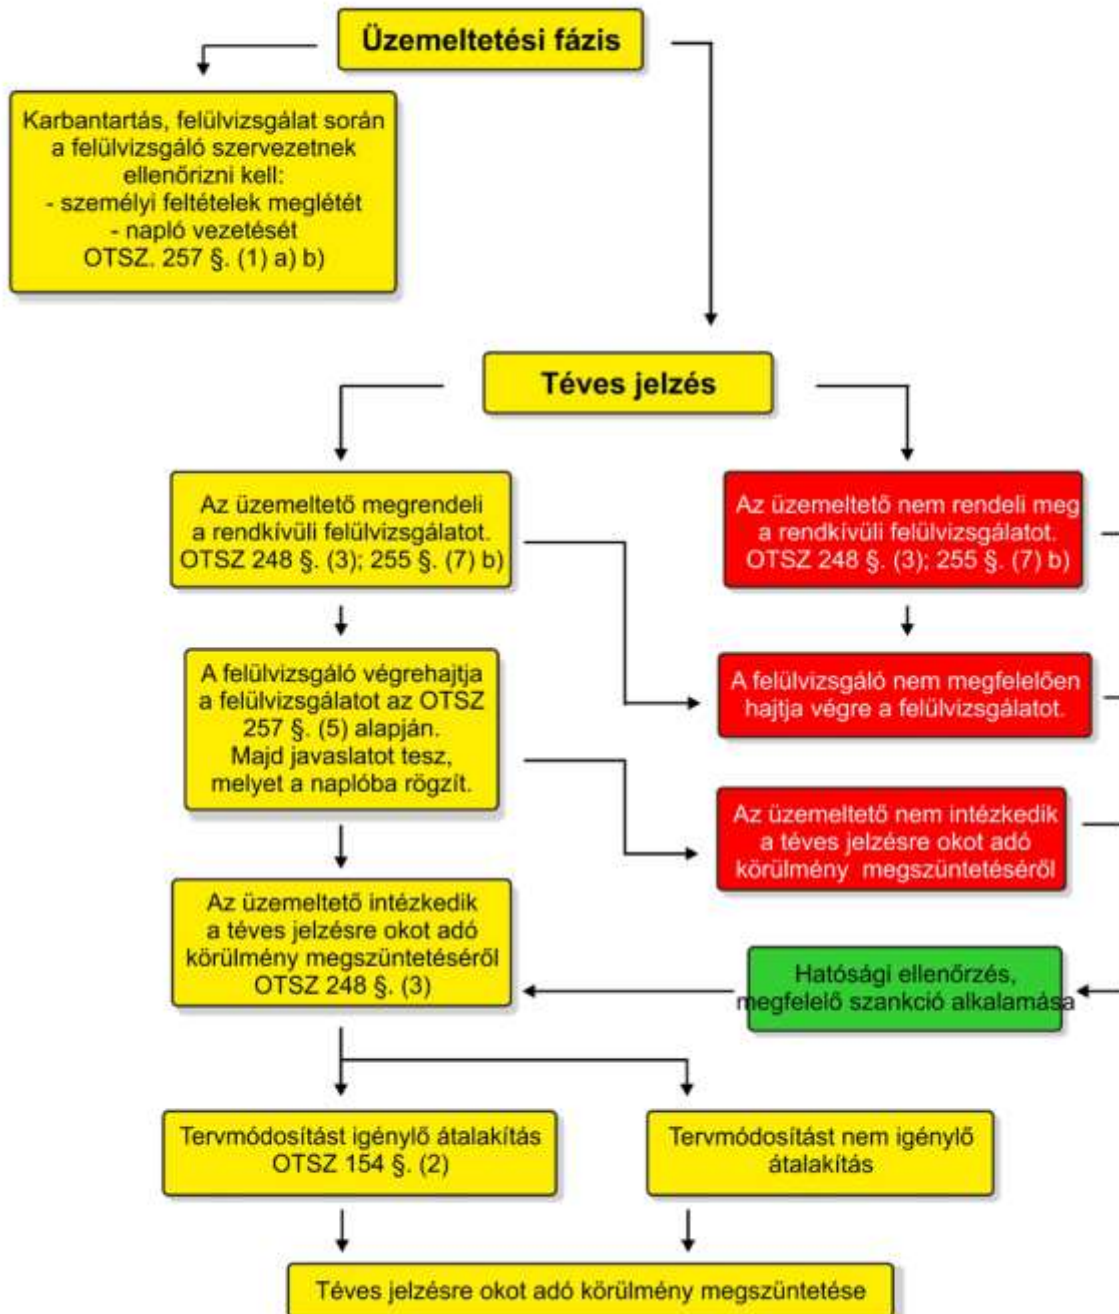 Üzemeltetési fázis
Karbantartás, felülvizsgálat során
a felülvizsgáló szervezetnek
ellenőrizni kell:
- személyi feltételek meglétét
- napló vezetését
OTSZ. 257 §. (1) a) b)
Téves jelzés
Az üzemeltető megrendeli
a rendkívüli felülvizsgálatot.
OTSZ 248 §. (3); 255 §. (7) b)
Az üzemeltető nem rendeli meg
a rendkívüli felülvizsgálatot.
OTSZ 248 §. (3); 255 §. (7) b)
A felülvizsgáló végrehajtja
a felülvizsgálatot az OTSZ
257 §. (5) alapján.
Majd javaslatot tesz,
melyet a naplóba rögzít.
A felülvizsgáló nem megfelelően
hajtja végre a felülvizsgálatot.
Az üzemeltető nem intézkedik
a téves jelzésre okot adó
körülmény megszüntetéséről
Az üzemeltető intézkedik
a téves jelzésre okot adó
körülmény megszüntetéséről
OTSZ 248 §. (3)
Hatósági ellenőrzés,
megfelelő szankció alkalamása
Tervmódosítást igénylő átalakítás
OTSZ 154 §. (2)
Tervmódosítást nem igénylő
átalakítás
Téves jelzésre okot adó körülmény megszüntetése